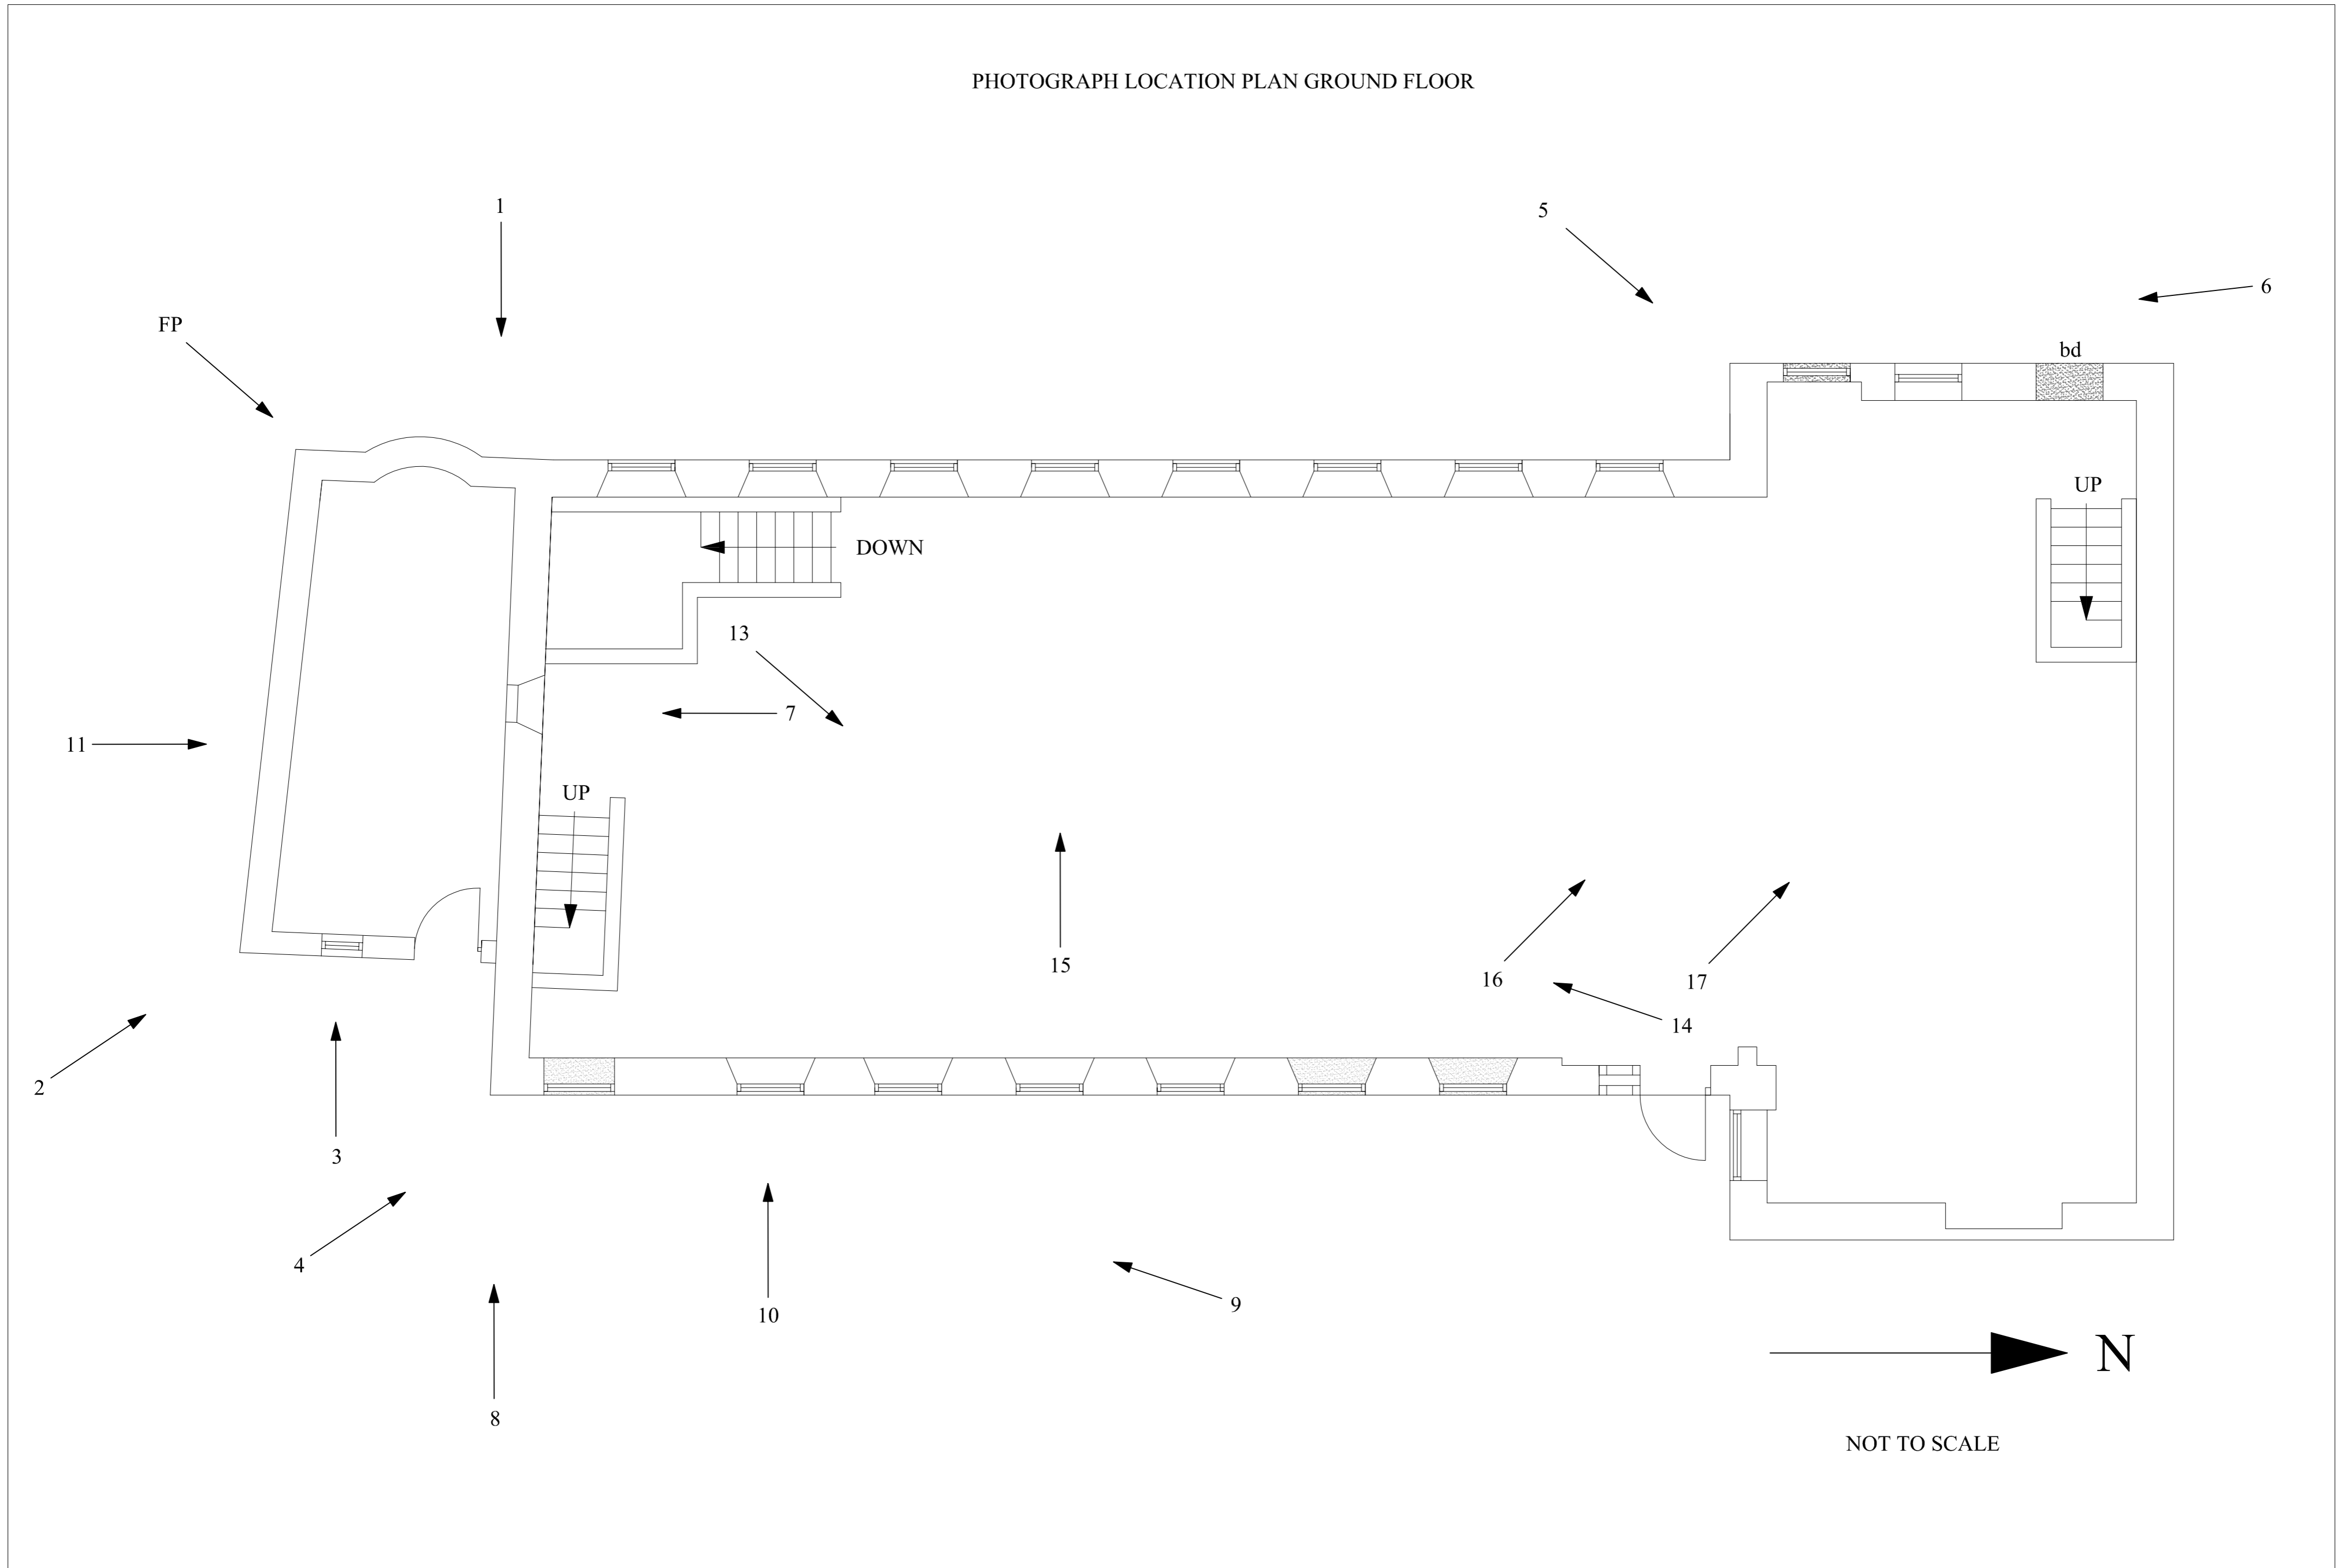 PHOTOGRAPH LOCATION PLAN GROUND FLOOR
1
5
6
FP
bd
UP
DOWN
13
7
11
UP
15
16
17
14
2
3
4
10
9
8
N
NOT TO SCALE